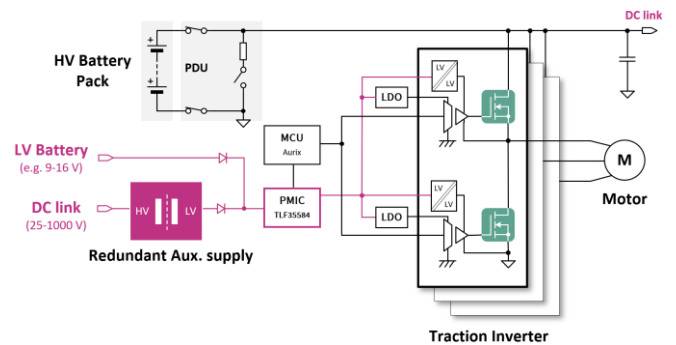 DC link
HV Battery
Pack
+
+
PDU
LV
LV
LDO
MCU
Aurix
LV Battery
(e.g. 9-16 V)
DC link
(25-1000 V)
HV
LV
PMIC
TLF35584
LV
LV
LDO
M
Motor
Redundant Aux. supply
Traction Inverter